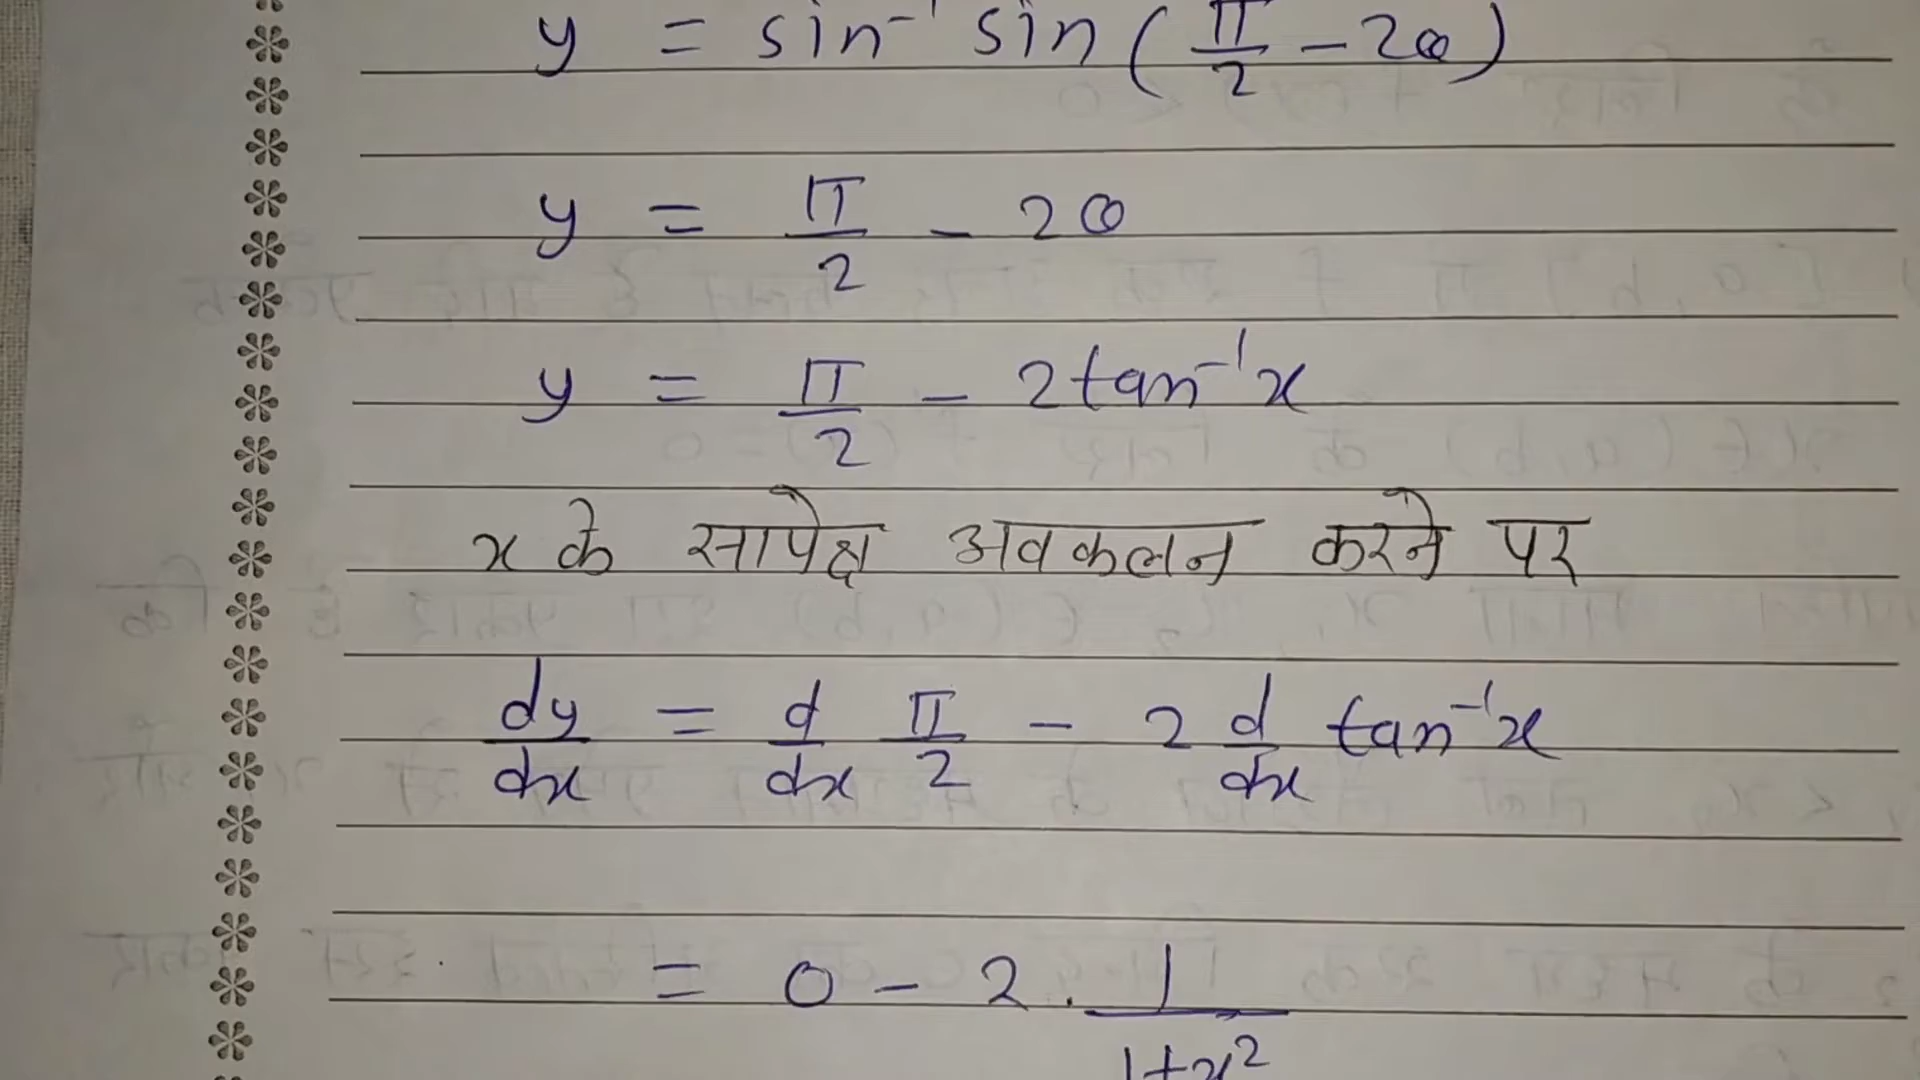 y = sin⁻¹ sin(π/2 - 2θ)
y = π/2 - 2θ
y = π/2 - 2tan⁻¹x
x के सापेक्ष अवकलन करने पर
dy/dx = d/dx π/2 - 2 d/dx tan⁻¹x
= 0 - 2 . 1/1+x²